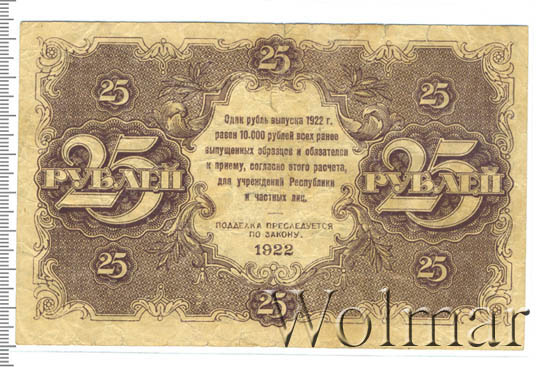 25
25 25
Один рубль выпуска 1922 г.
равен 10.000 рублей всех ранее
выпущенных образцов и обязателен
к приему, согласно этого расчета,
для учреждений Республики
и частных лиц.
25 РУБЛЕЙ
25 РУБЛЕЙ
ПОДДЕЛКА ПРЕСЛЕДУЕТСЯ
ПО ЗАКОНУ.
1922
25 25
25
Wolmar